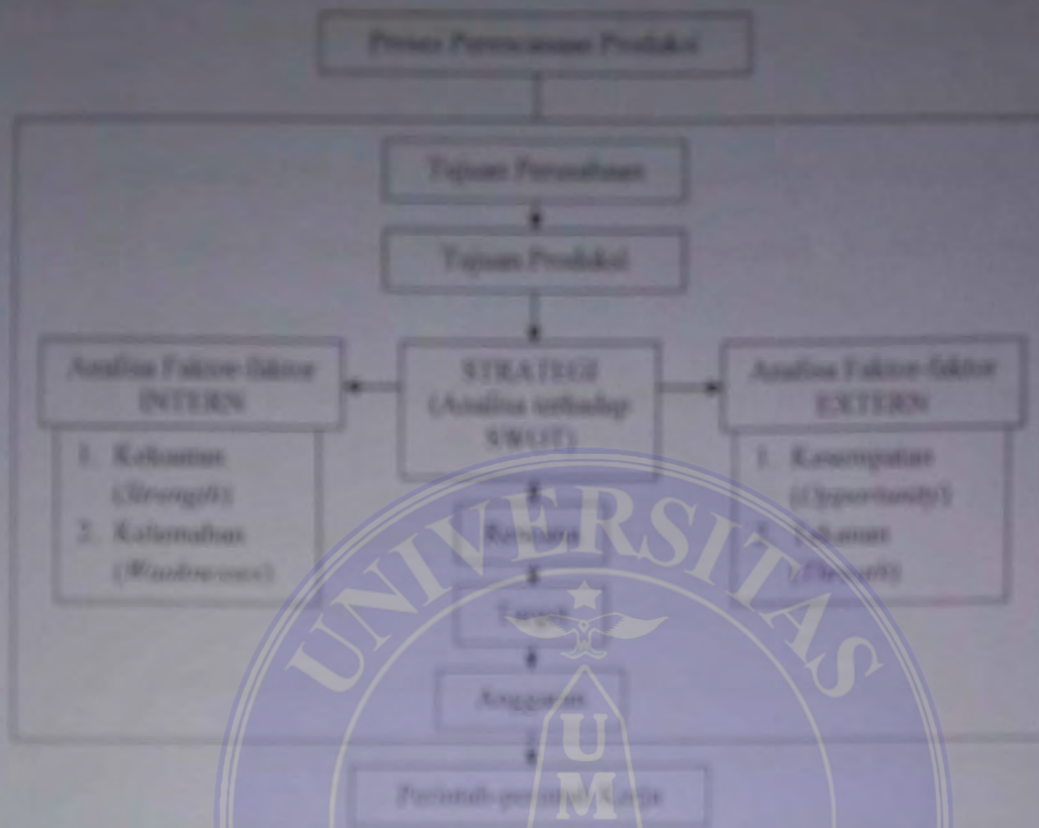 Proses Perencanaan Produksi
Tujuan Perusahaan
Tujuan Produksi
Analisa Faktor-faktor
INTERN
STRATEGI
(Analisa terhadap
SWOT)
Analisa Faktor-faktor
EXTERN
1. Kekuatan
(Strength)
2. Kelemahan
1. Kesempatan
(Opportunity)
Rencana
Target
Anggaran
Perintah-perintah Kerja
UNIVERSITAS
U
M